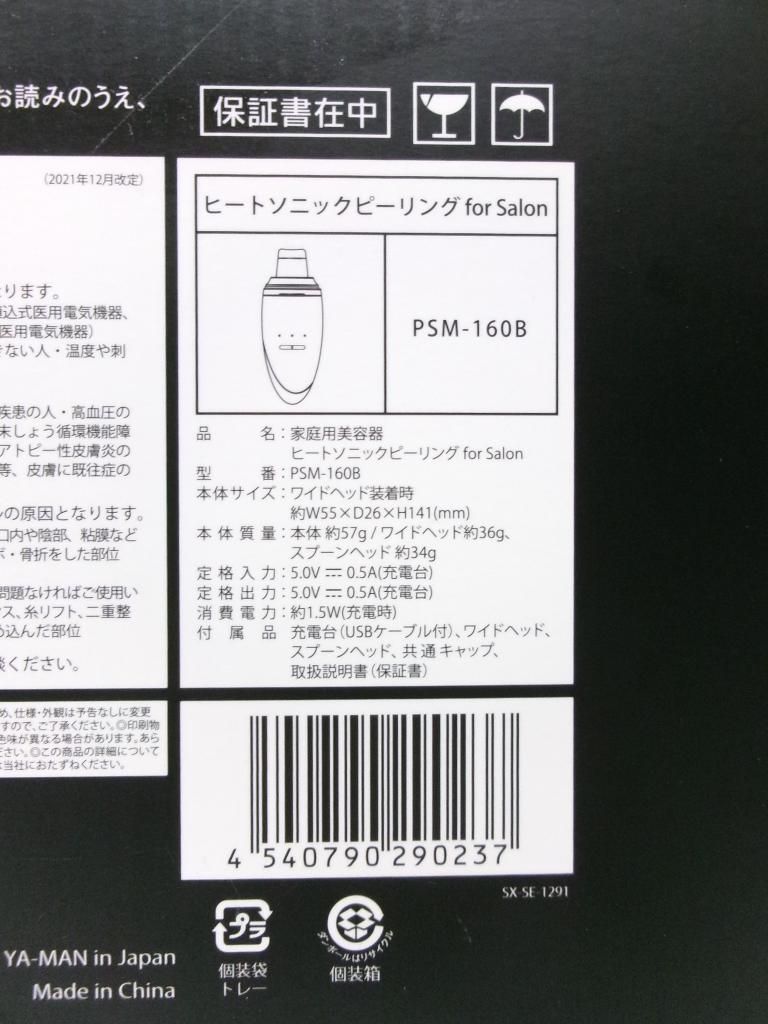 お読みのうえ、
保証書在中
(2021年12月改定)
ります。
込式医用電気機器、
医用電気機器)
ない人・温度や刺
疾患の人・高血圧の
末しょう循環機能障
アトピー性皮膚炎の
等、皮膚に既往症の
の原因となります。
口内や陰部、粘膜など
・骨折をした部位
問題なければご使用い
ス、糸リフト、二重整
め込んだ部位
ください。
め、仕様・外観は予告なしに変更
すので、ご了承ください。◎印刷物
色味が異なる場合があります。あら
ださい。◎この商品の詳細について
当社におたずねください。
ヒートソニックピーリング for Salon
PSM-160B
品名：家庭用美容器
ヒートソニックピーリング for Salon
型番：PSM-160B
本体サイズ：ワイドヘッド装着時
約W55×D26×H141(mm)
本体質量：本体 約57g / ワイドヘッド約36g、
スプーンヘッド 約34g
定格入力：5.0V ⎓ 0.5A(充電台)
定格出力：5.0V ⎓ 0.5A(充電台)
消費電力：約1.5W(充電時)
付属品：充電台(USBケーブル付)、ワイドヘッド、
スプーンヘッド、共通キャップ、
取扱説明書(保証書)
4 540790 290237
SX-SE-1291
プラ
個装袋
トレー
ダンボールはリサイクル
個装箱
YA-MAN in Japan
Made in China